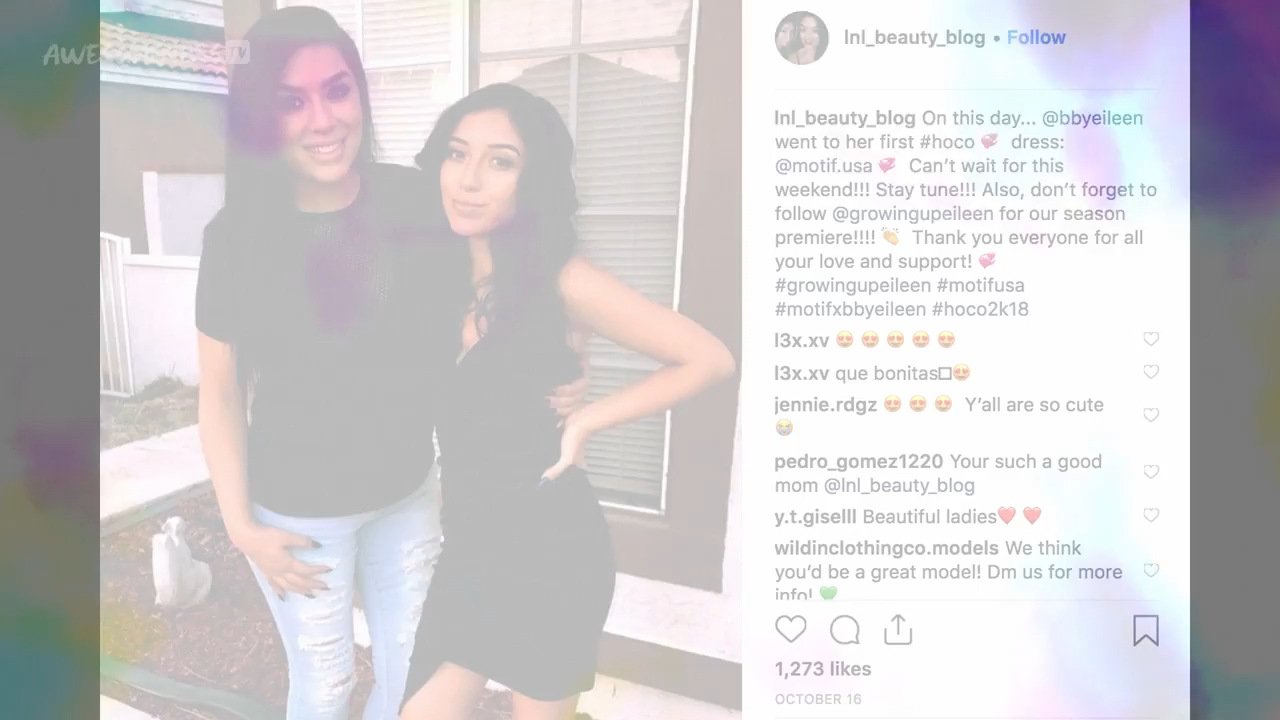 AWESOMENESS TV
lnl_beauty_blog • Follow
lnl_beauty_blog On this day... @bbyeileen
went to her first #hoco 💞 dress:
@motif.usa 💞 Can’t wait for this
weekend!!! Stay tune!!! Also, don’t forget to
follow @growingupeileen for our season
premiere!!!! 👏 Thank you everyone for all
your love and support! 💞
#growingupeileen #motifusa
#motifxbbyeileen #hoco2k18
l3x.xv 😍 😍 😍 😍 😍
l3x.xv que bonitas□😍
jennie.rdgz 😍 😍 😍 Y’all are so cute
😭
pedro_gomez1220 Your such a good
mom @lnl_beauty_blog
y.t.giselll Beautiful ladies❤️ ❤️
wildinclothingco.models We think
you’d be a great model! Dm us for more
info! 💚
1,273 likes
OCTOBER 16